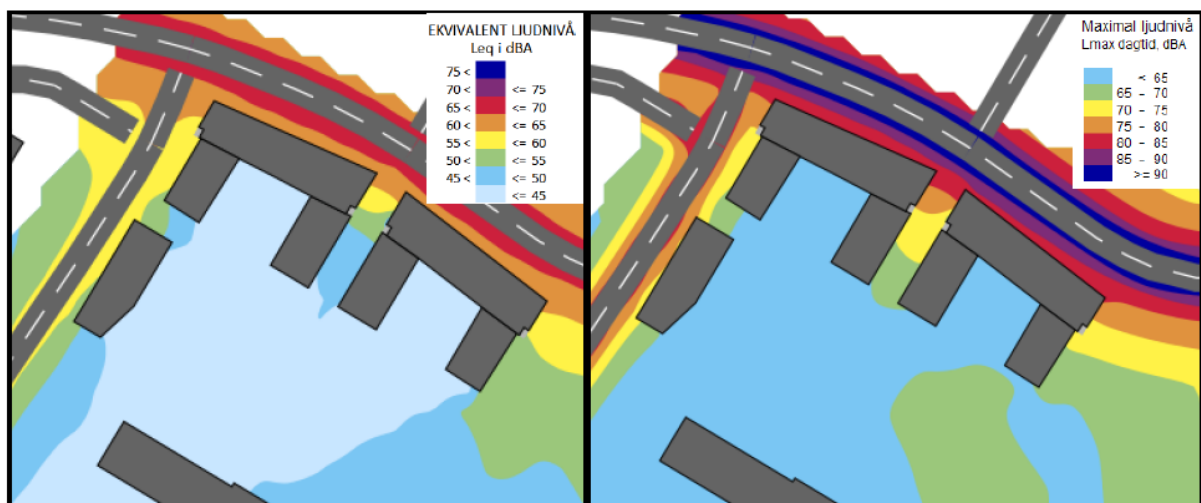 EKVIVALENT LJUDNIVÅ
Leq i dBA
75 <
70 < <= 75
65 < <= 70
60 < <= 65
55 < <= 60
50 < <= 55
45 < <= 50
<= 45
Maximal ljudnivå
Lmax dagtid, dBA
< 65
65 - 70
70 - 75
75 - 80
80 - 85
85 - 90
>= 90